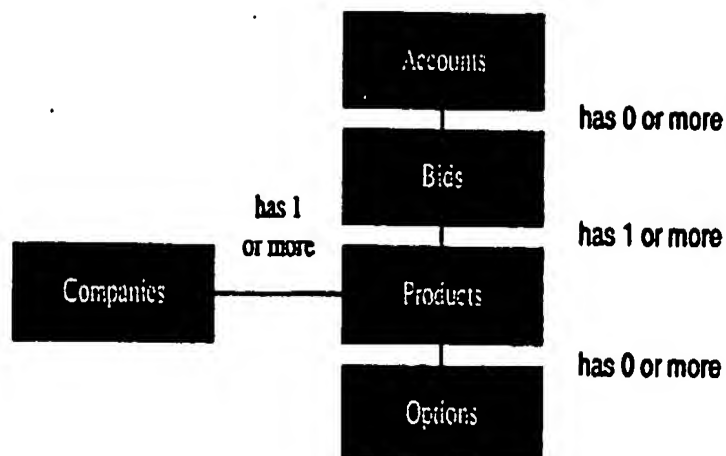 Accounts
has 0 or more
Bids
has 1
or more
has 1 or more
Companies
Products
has 0 or more
Options